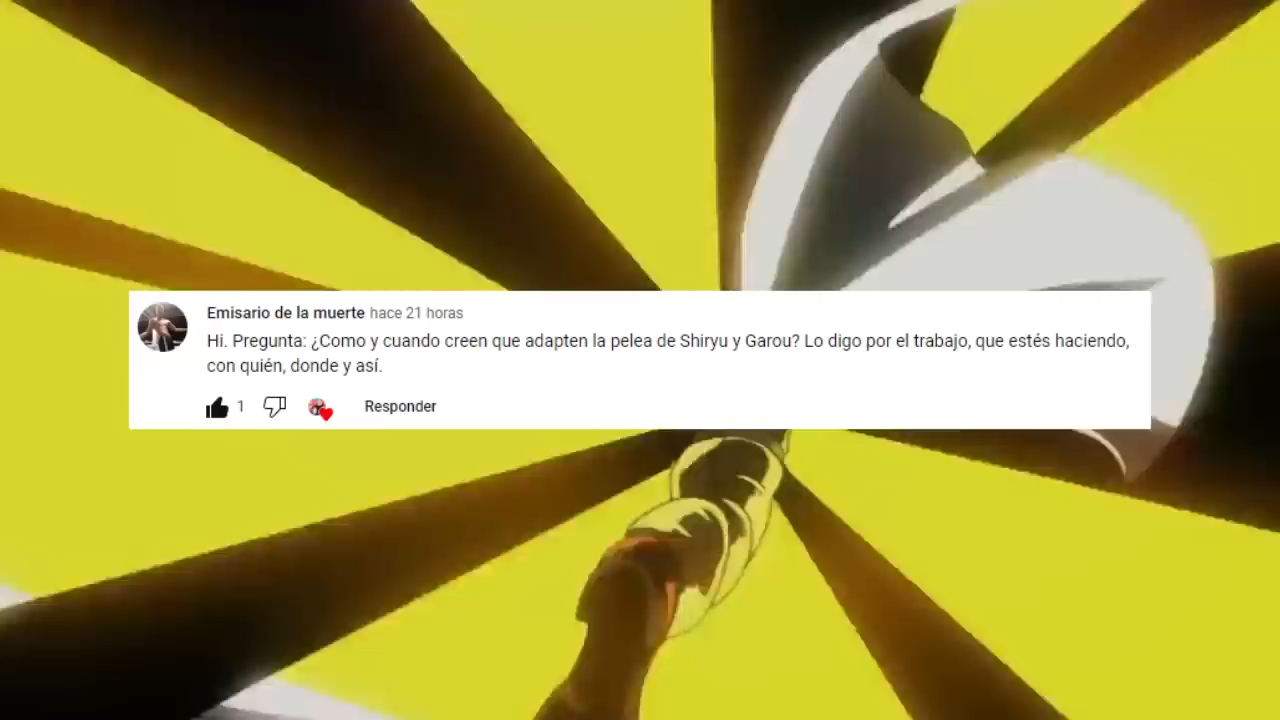 Emisario de la muerte hace 21 horas
Hi. Pregunta: ¿Como y cuando creen que adapten la pelea de Shiryu y Garou? Lo digo por el trabajo, que estés haciendo,
con quién, donde y así.
1 Responder